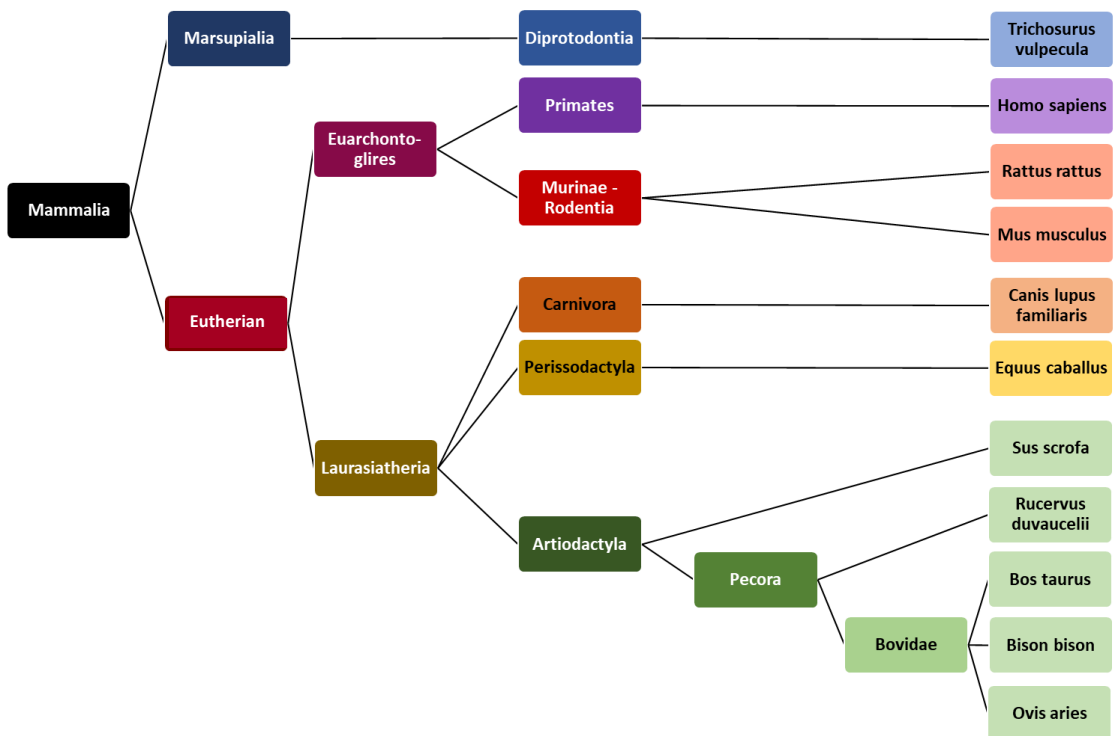 Marsupialia
Diprotodontia
Trichosurus
vulpecula
Primates
Homo sapiens
Euarchonto-
glires
Murinae -
Rodentia
Rattus rattus
Mammalia
Mus musculus
Eutherian
Carnivora
Canis lupus
familiaris
Perissodactyla
Equus caballus
Laurasiatheria
Sus scrofa
Rucervus
duvaucelii
Artiodactyla
Pecora
Bos taurus
Bovidae
Bison bison
Ovis aries